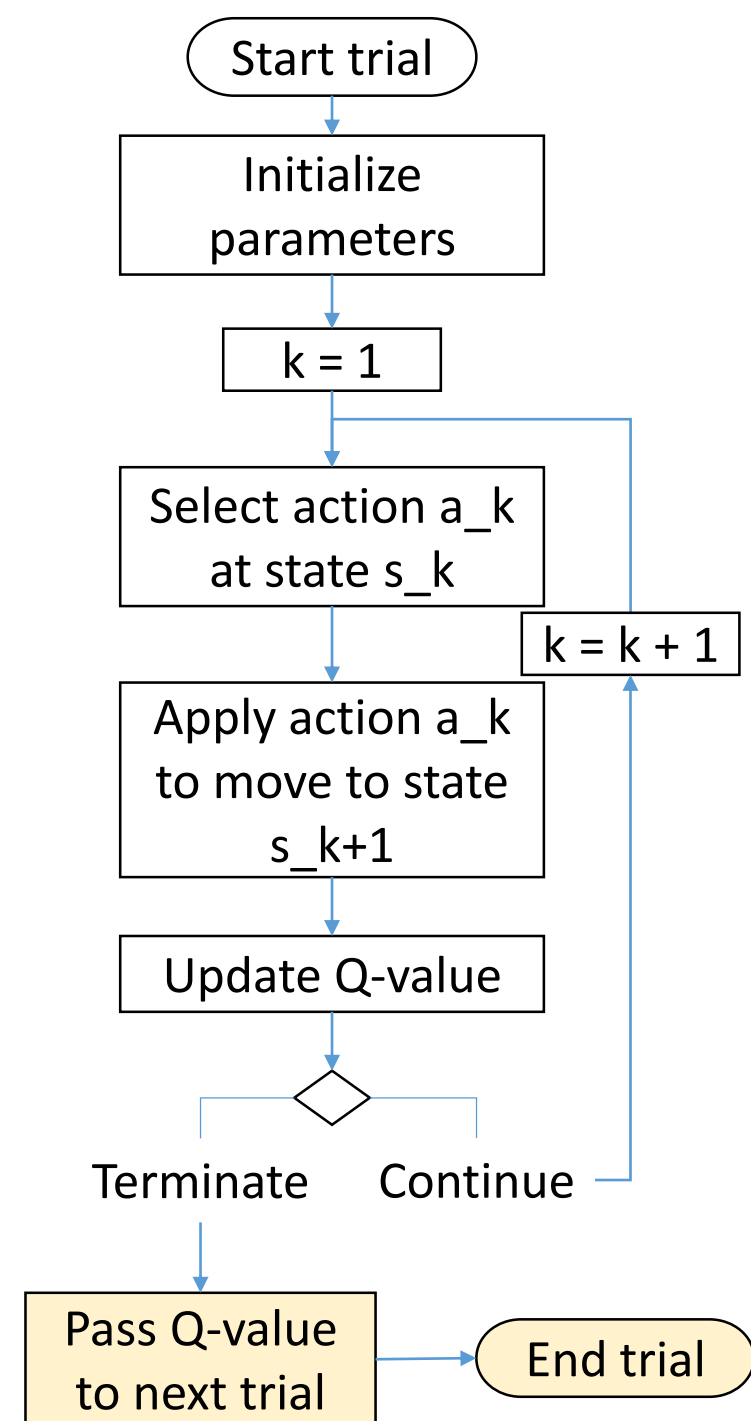 Start trial
Initialize
parameters
k = 1
Select action a_k
at state s_k
k = k + 1
Apply action a_k
to move to state
s_k+1
Update Q-value
Terminate
Continue
Pass Q-value
to next trial
End trial